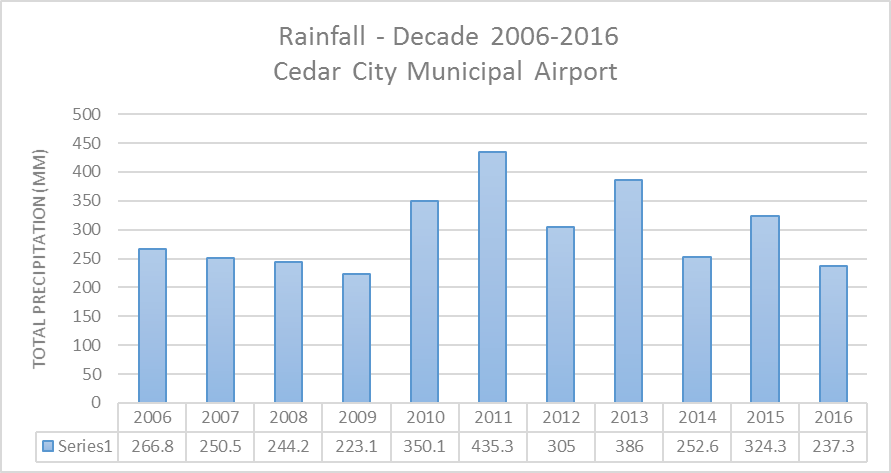 Rainfall - Decade 2006-2016
Cedar City Municipal Airport
TOTAL PRECIPITATION (MM)
500
450
400
350
300
250
200
150
100
50
0
2006 2007 2008 2009 2010 2011 2012 2013 2014 2015 2016
Series1 266.8 250.5 244.2 223.1 350.1 435.3 305 386 252.6 324.3 237.3